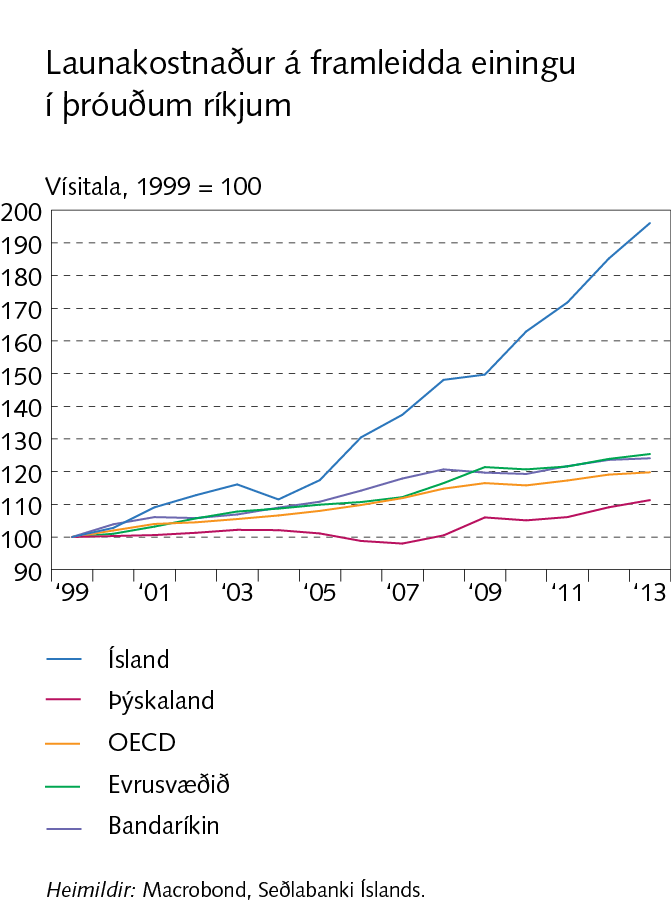 Launakostnaður á framleidda einingu
í þróuðum ríkjum
Vísitala, 1999 = 100
200
190
180
170
160
150
140
130
120
110
100
90
‘99 ‘01 ‘03 ‘05 ‘07 ‘09 ‘11 ‘13
Ísland
Þýskaland
OECD
Evrusvæðið
Bandaríkin
Heimildir: Macrobond, Seðlabanki Íslands.